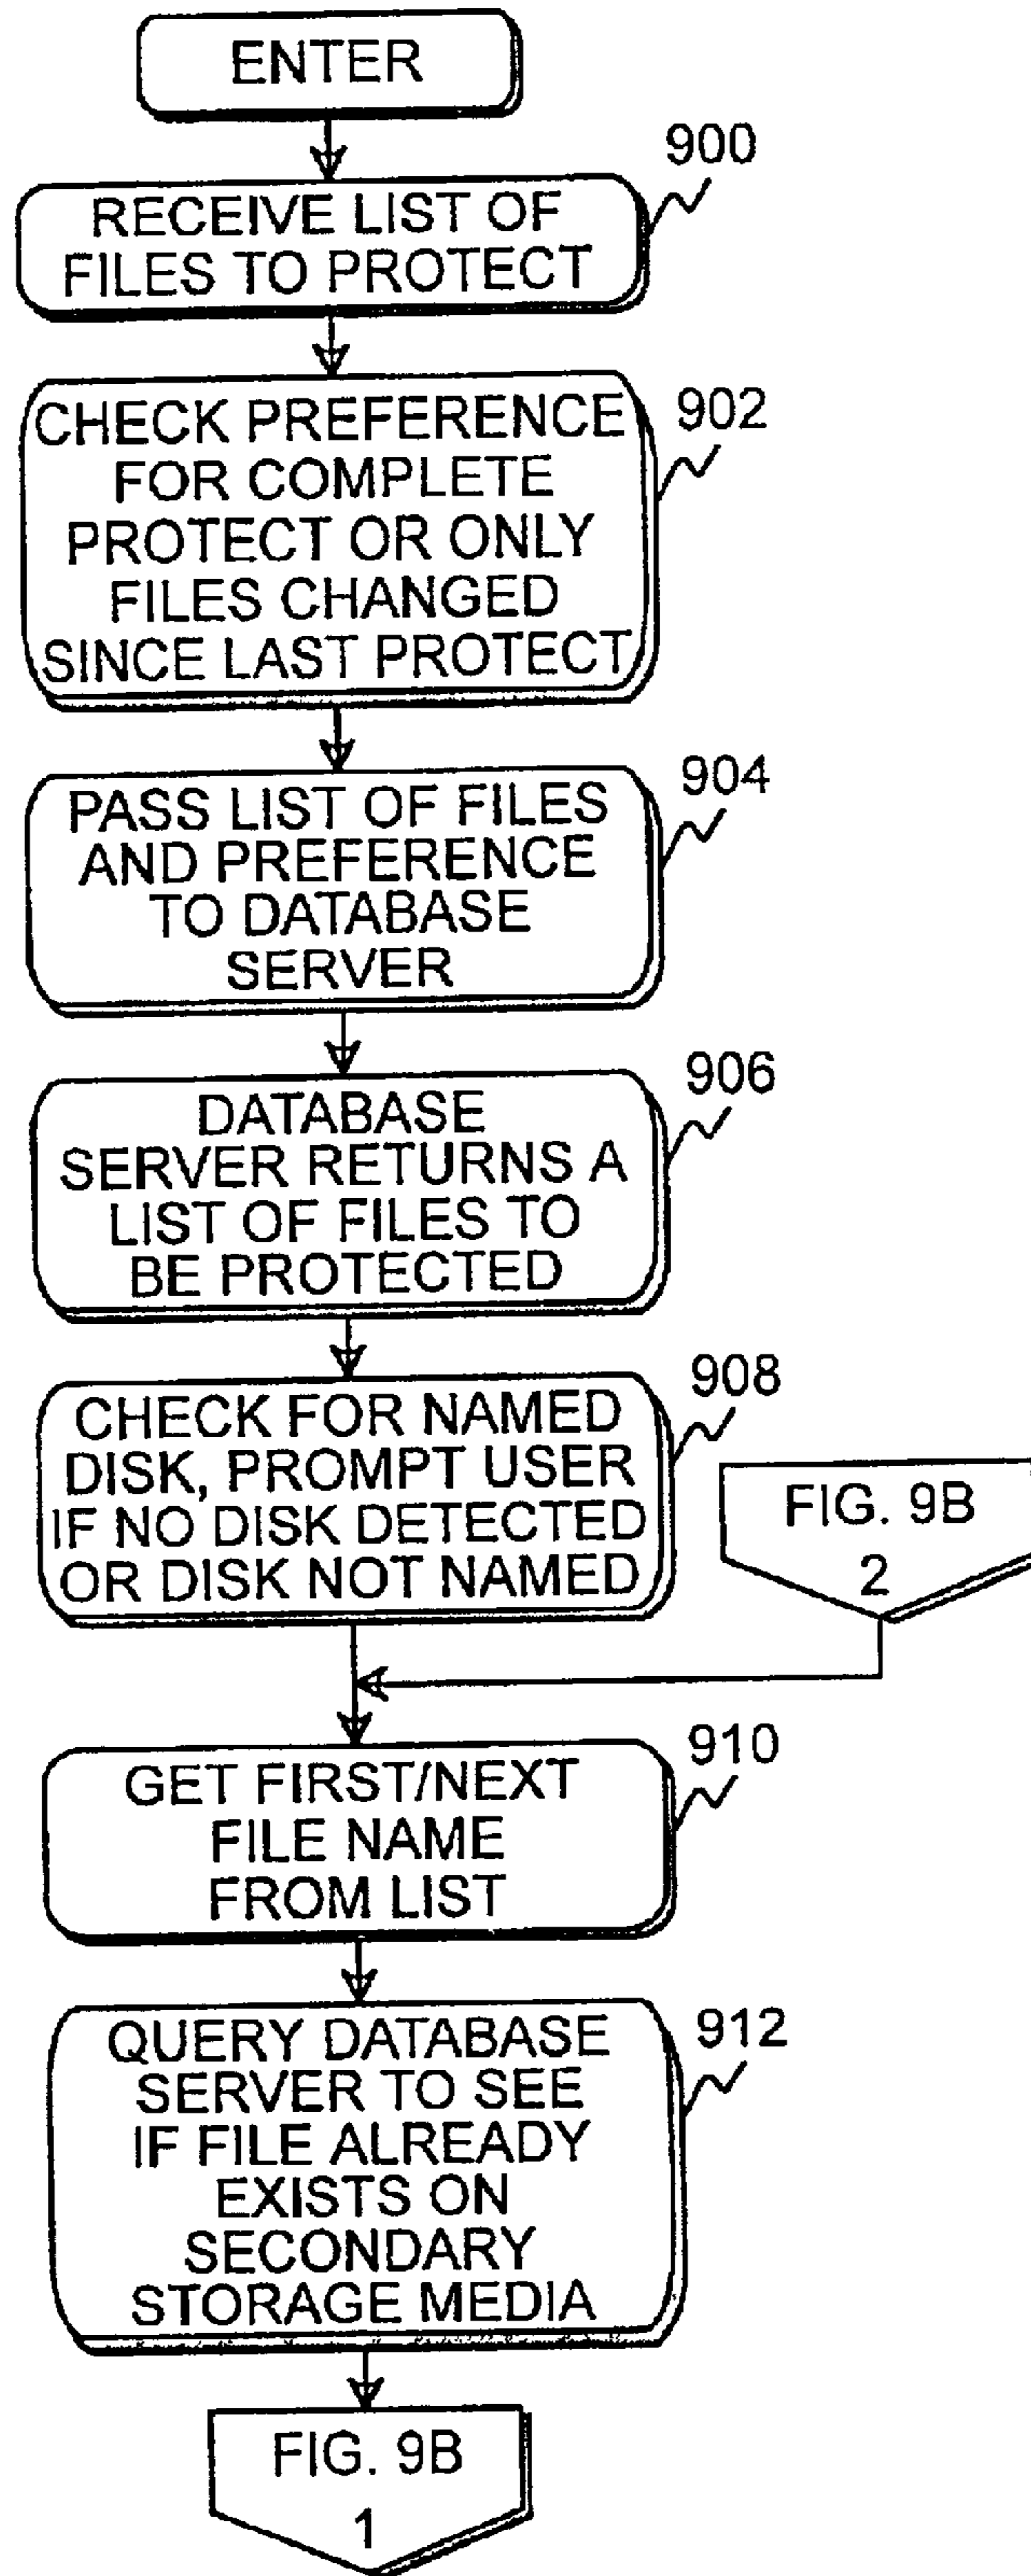 ENTER
900
RECEIVE LIST OF
FILES TO PROTECT
902
CHECK PREFERENCE
FOR COMPLETE
PROTECT OR ONLY
FILES CHANGED
SINCE LAST PROTECT
904
PASS LIST OF FILES
AND PREFERENCE
TO DATABASE
SERVER
906
DATABASE
SERVER RETURNS A
LIST OF FILES TO
BE PROTECTED
908
CHECK FOR NAMED
DISK, PROMPT USER
IF NO DISK DETECTED
OR DISK NOT NAMED
FIG. 9B
2
910
GET FIRST/NEXT
FILE NAME
FROM LIST
912
QUERY DATABASE
SERVER TO SEE
IF FILE ALREADY
EXISTS ON
SECONDARY
STORAGE MEDIA
FIG. 9B
1